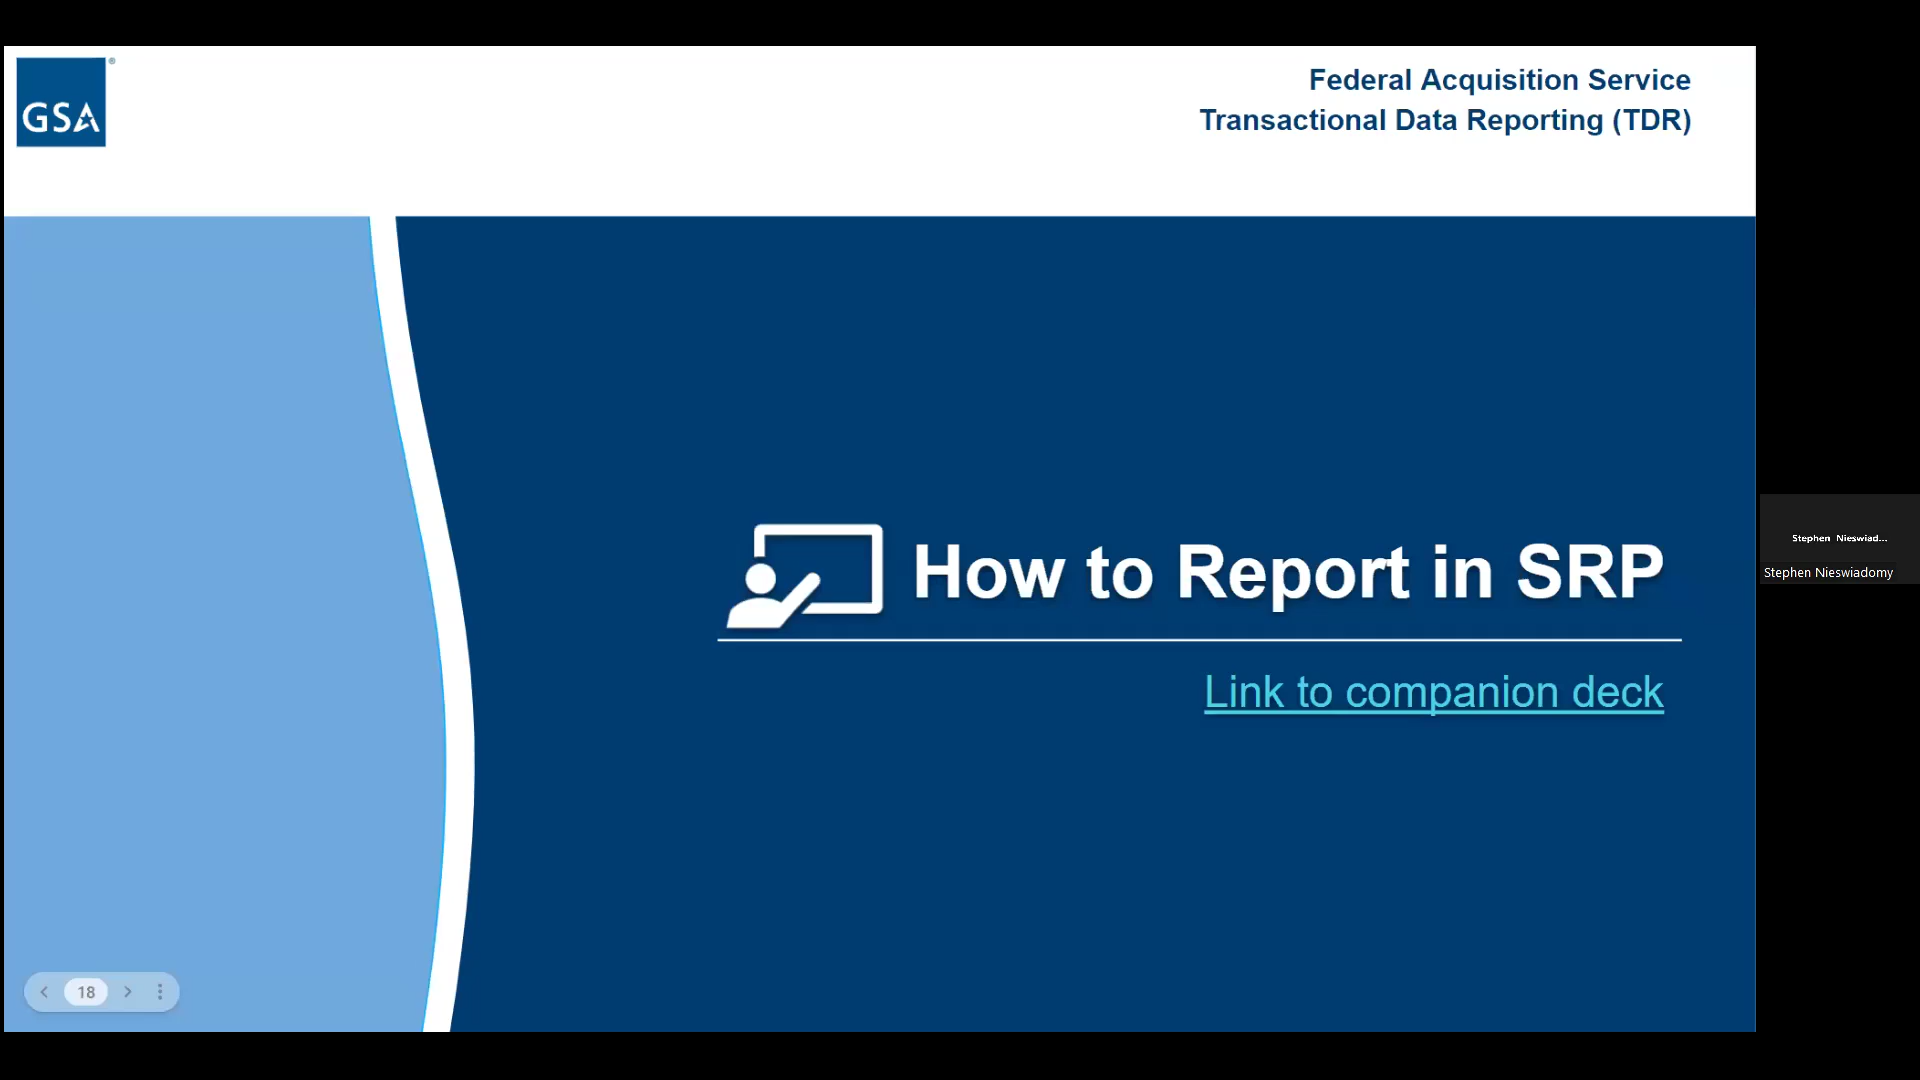 GSA
Federal Acquisition Service
Transactional Data Reporting (TDR)
How to Report in SRP
Link to companion deck
Stephen Nieswiad...
Stephen Nieswiadomy
18